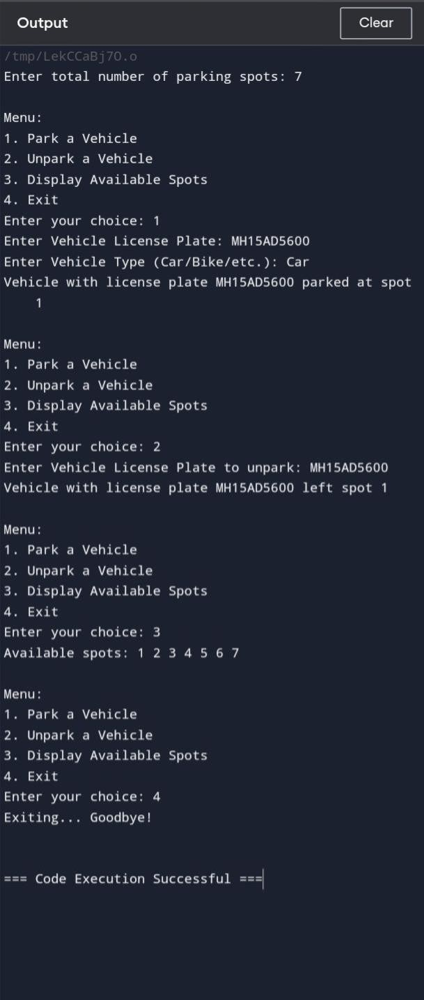 Output
Clear
/tmp/LekCCaBj7O.o
Enter total number of parking spots: 7
Menu:
1. Park a Vehicle
2. Unpark a Vehicle
3. Display Available Spots
4. Exit
Enter your choice: 1
Enter Vehicle License Plate: MH15AD5600
Enter Vehicle Type (Car/Bike/etc.): Car
Vehicle with license plate MH15AD5600 parked at spot
1
Menu:
1. Park a Vehicle
2. Unpark a Vehicle
3. Display Available Spots
4. Exit
Enter your choice: 2
Enter Vehicle License Plate to unpark: MH15AD5600
Vehicle with license plate MH15AD5600 left spot 1
Menu:
1. Park a Vehicle
2. Unpark a Vehicle
3. Display Available Spots
4. Exit
Enter your choice: 3
Available spots: 1 2 3 4 5 6 7
Menu:
1. Park a Vehicle
2. Unpark a Vehicle
3. Display Available Spots
4. Exit
Enter your choice: 4
Exiting... Goodbye!
=== Code Execution Successful ===